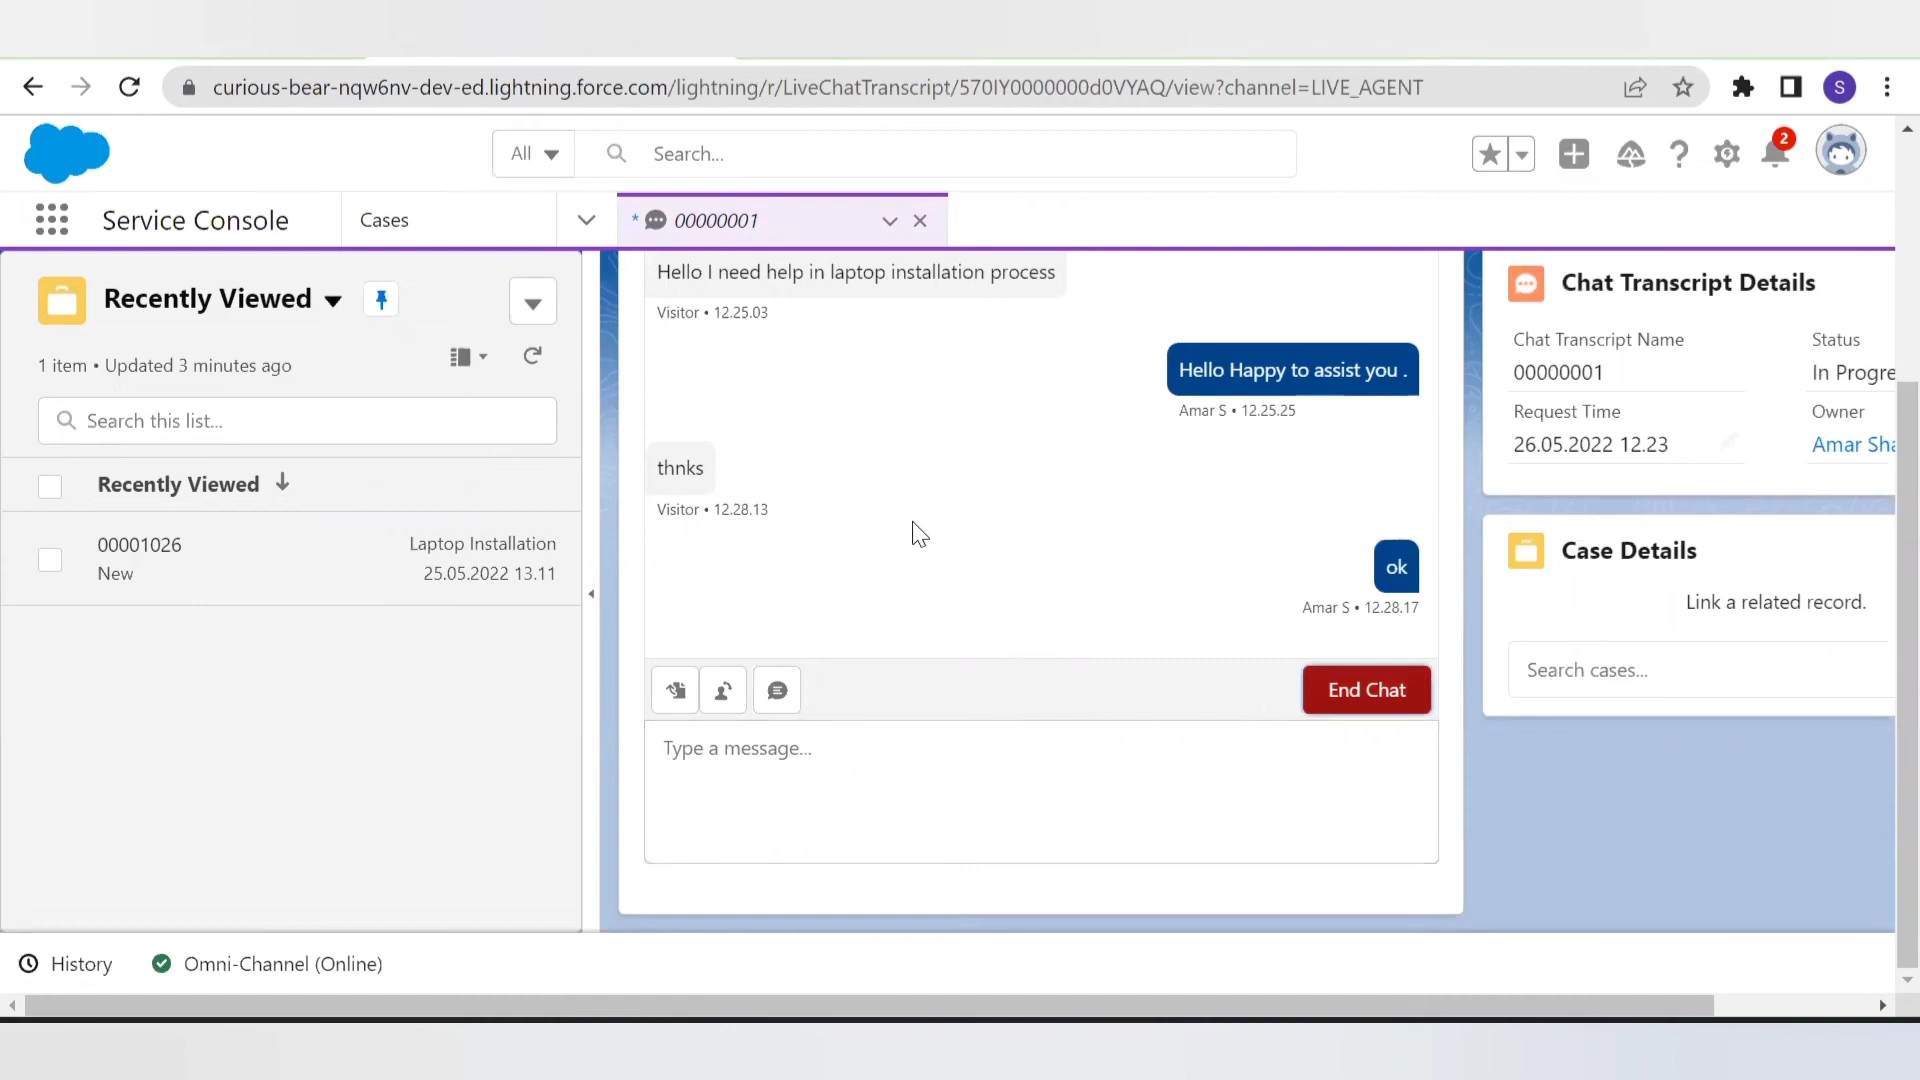 curious-bear-nqw6nv-dev-ed.lightning.force.com/lightning/r/LiveChatTranscript/570IY0000000d0VYAQ/view?channel=LIVE_AGENT
S
All
Search...
2
Service Console
Cases
* 00000001
Recently Viewed
1 item • Updated 3 minutes ago
Search this list...
Recently Viewed
00001026
Laptop Installation
New
25.05.2022 13.11
Hello I need help in laptop installation process
Visitor • 12.25.03
Hello Happy to assist you .
Amar S • 12.25.25
thnks
Visitor • 12.28.13
ok
Amar S • 12.28.17
End Chat
Type a message...
Chat Transcript Details
Chat Transcript Name
Status
00000001
In Progre
Request Time
Owner
26.05.2022 12.23
Amar Sha
Case Details
Link a related record.
Search cases...
History
Omni-Channel (Online)